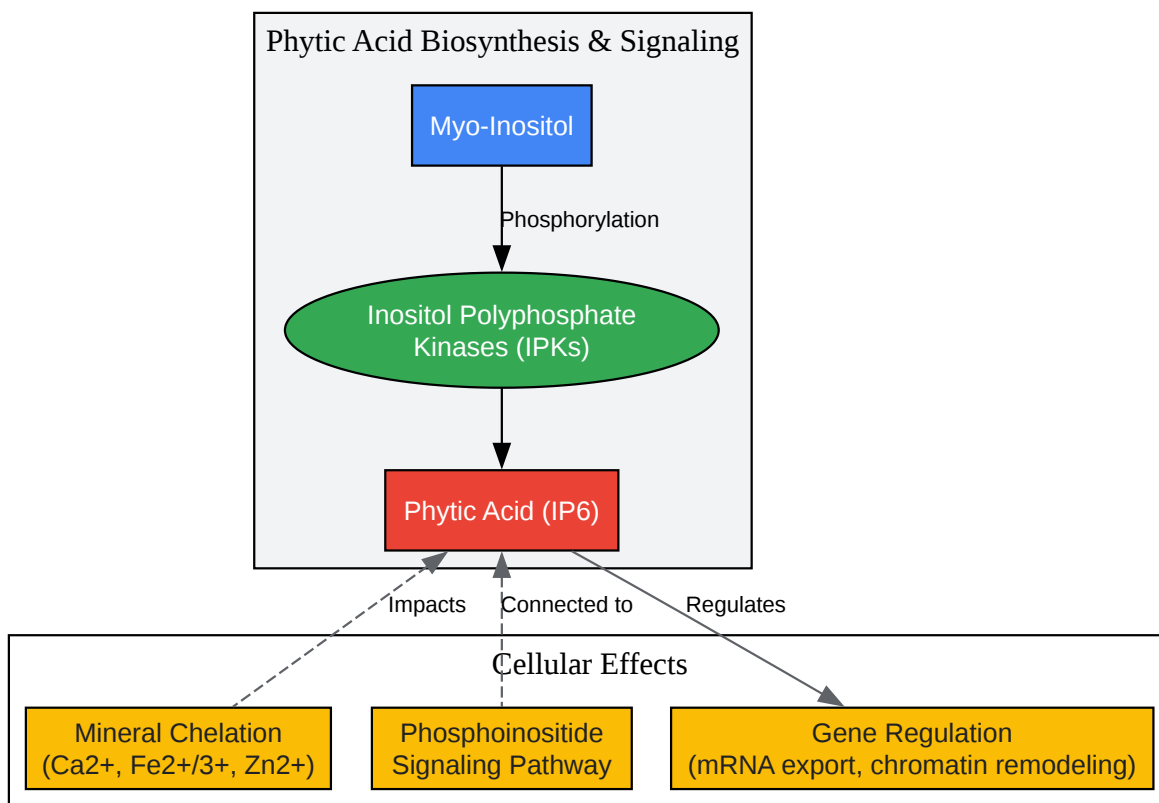 Phytic Acid Biosynthesis & Signaling
Myo-Inositol
Phosphorylation
Inositol Polyphosphate
Kinases (IPKs)
Phytic Acid (IP6)
Impacts
Connected to
Regulates
Cellular Effects
Mineral Chelation
(Ca2+, Fe2+/3+, Zn2+)
Phosphoinositide
Signaling Pathway
Gene Regulation
(mRNA export, chromatin remodeling)